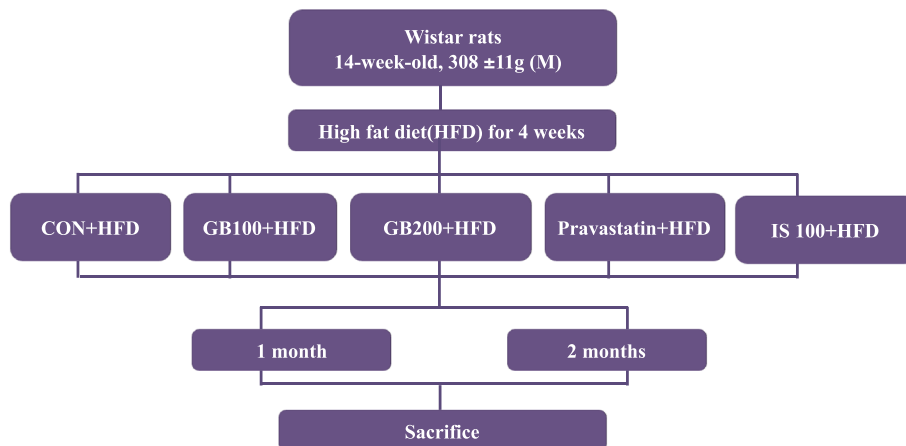 Wistar rats
14-week-old, 308 ±11g (M)
High fat diet(HFD) for 4 weeks
CON+HFD
GB100+HFD
GB200+HFD
Pravastatin+HFD
IS 100+HFD
1 month
2 months
Sacrifice